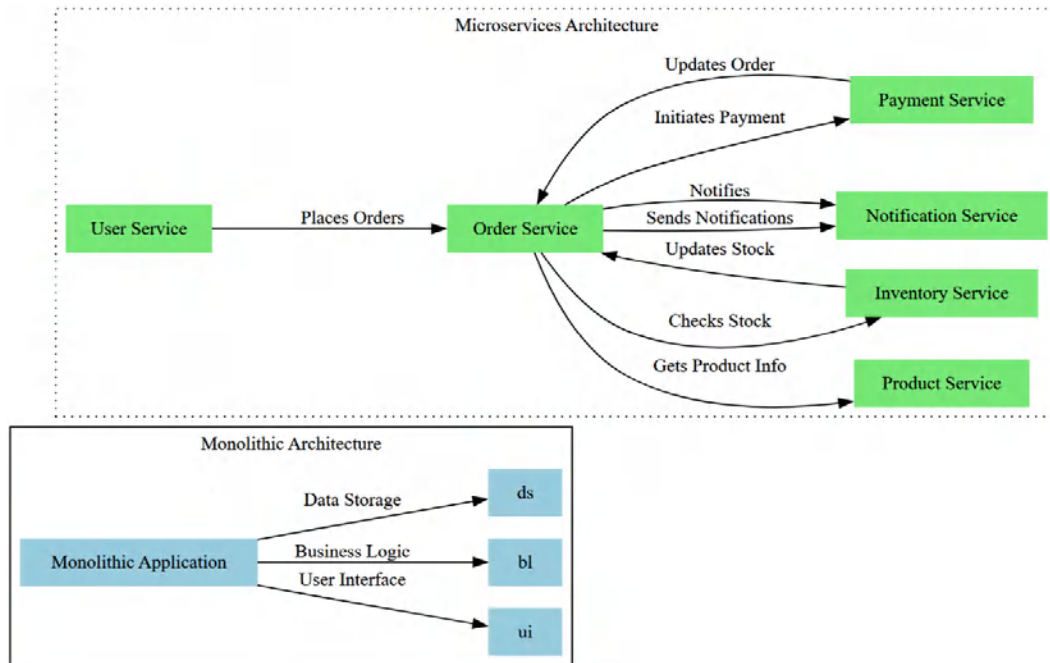 Microservices Architecture
Updates Order
Payment Service
Initiates Payment
Notifies
User Service
Places Orders
Order Service
Sends Notifications
Notification Service
Updates Stock
Inventory Service
Checks Stock
Gets Product Info
Product Service
Monolithic Architecture
Data Storage
ds
Monolithic Application
Business Logic
bl
User Interface
ui